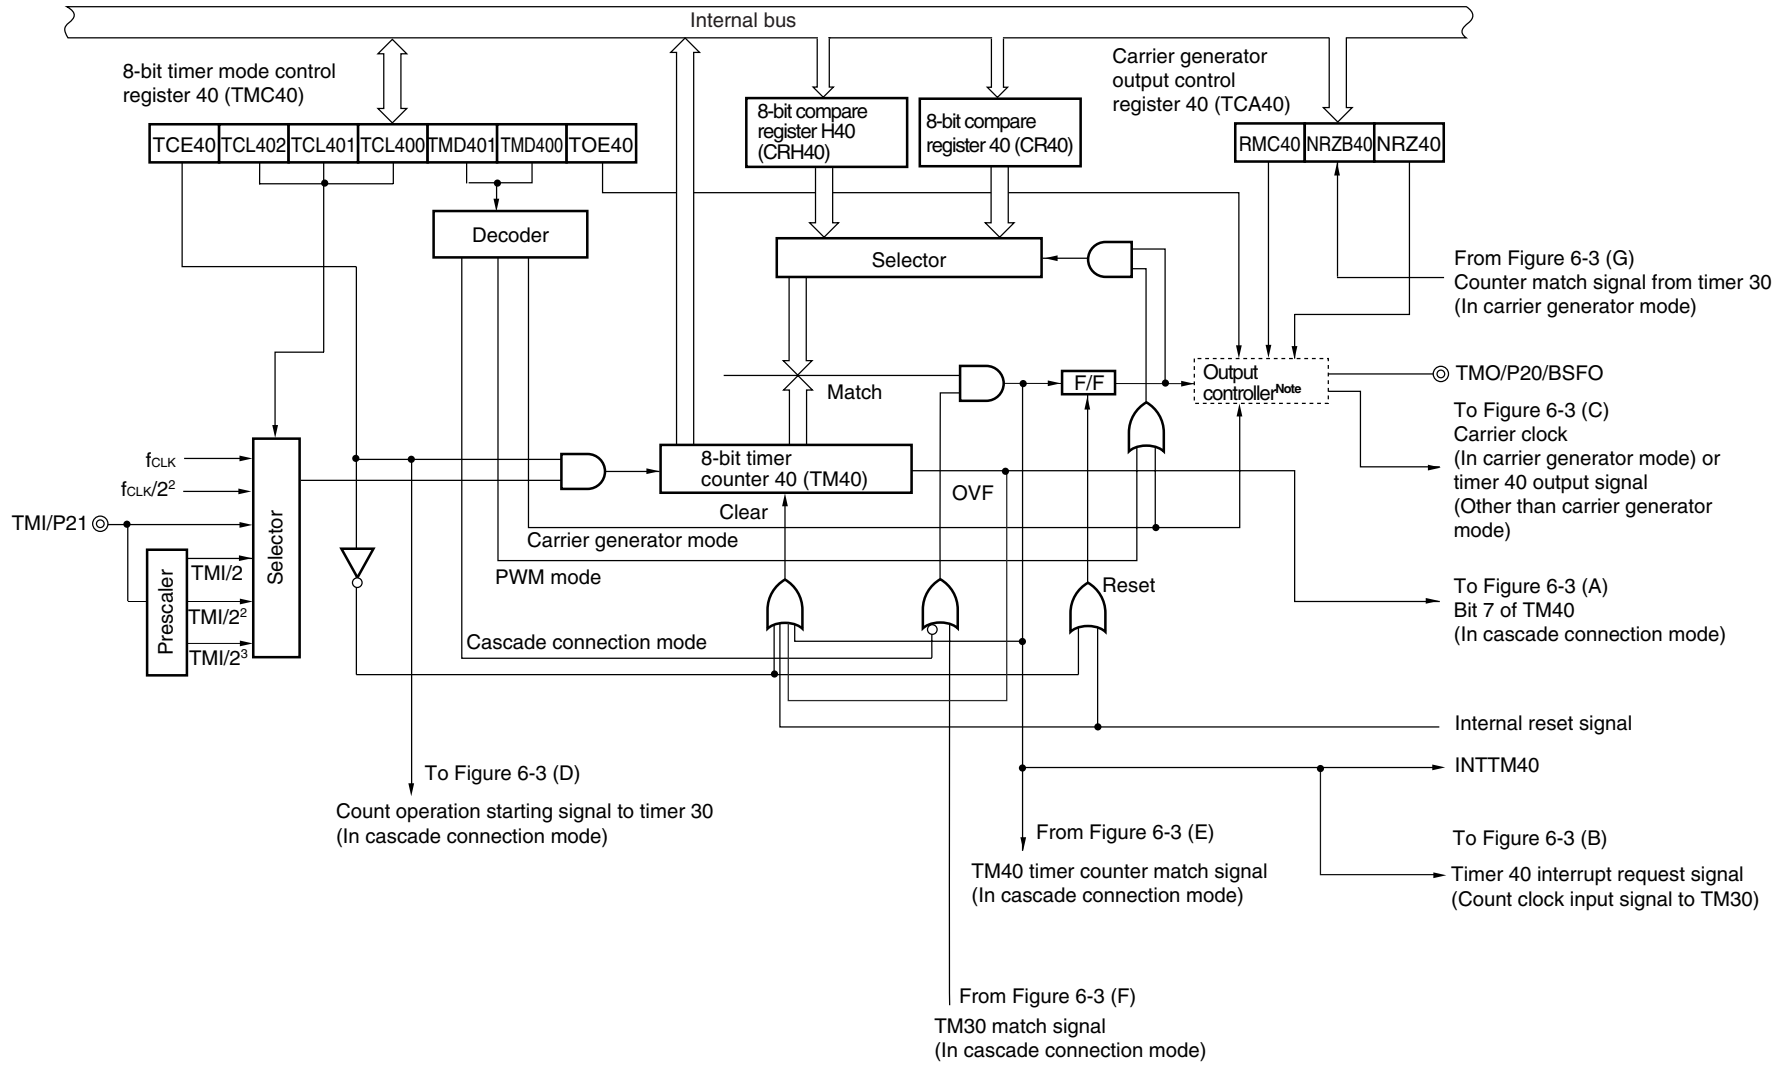 Internal bus
8-bit timer mode control
register 40 (TMC40)
Carrier generator
output control
register 40 (TCA40)
8-bit compare
register H40
(CRH40)
8-bit compare
register 40 (CR40)
TCE40 TCL402 TCL401 TCL400 TMD401 TMD400 TOE40
RMC40 NRZB40 NRZ40
Decoder
Selector
From Figure 6-3 (G)
Counter match signal from timer 30
(In carrier generator mode)
Match
F/F
Output
controllerNote
TMO/P20/BSFO
To Figure 6-3 (C)
Carrier clock
(In carrier generator mode) or
timer 40 output signal
(Other than carrier generator
mode)
fCLK
fCLK/2²
TMI/P21
Prescaler
TMI/2
TMI/2²
TMI/2³
Selector
8-bit timer
counter 40 (TM40)
OVF
Clear
Carrier generator mode
PWM mode
Reset
Cascade connection mode
To Figure 6-3 (A)
Bit 7 of TM40
(In cascade connection mode)
Internal reset signal
INTTM40
To Figure 6-3 (D)
Count operation starting signal to timer 30
(In cascade connection mode)
From Figure 6-3 (E)
TM40 timer counter match signal
(In cascade connection mode)
To Figure 6-3 (B)
Timer 40 interrupt request signal
(Count clock input signal to TM30)
From Figure 6-3 (F)
TM30 match signal
(In cascade connection mode)